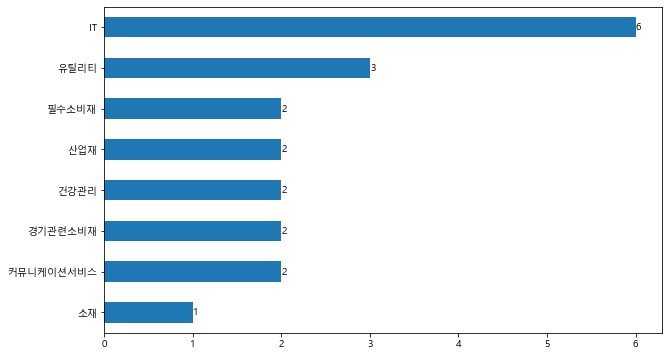 IT 6
유틸리티 3
필수소비재 2
산업재 2
건강관리 2
경기관련소비재 2
커뮤니케이션서비스 2
소재 1
0 1 2 3 4 5 6